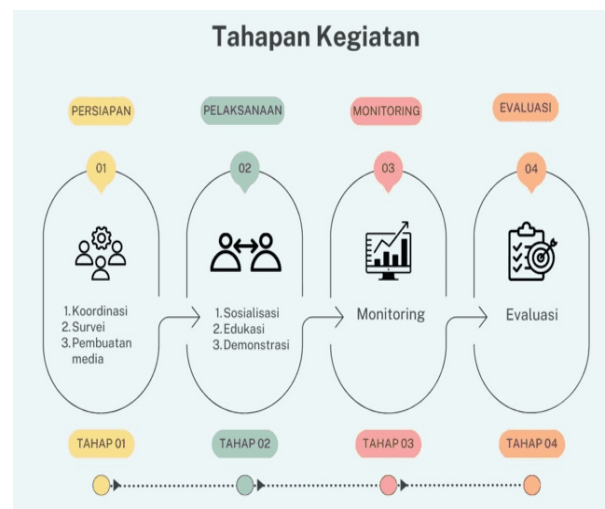 Tahapan Kegiatan
PERSIAPAN
PELAKSANAAN
MONITORING
EVALUASI
01
02
03
04
1.Koordinasi
2.Survei
3.Pembuatan
media
1.Sosialisasi
2.Edukasi
3.Demonstrasi
Monitoring
Evaluasi
TAHAP 01
TAHAP 02
TAHAP 03
TAHAP 04